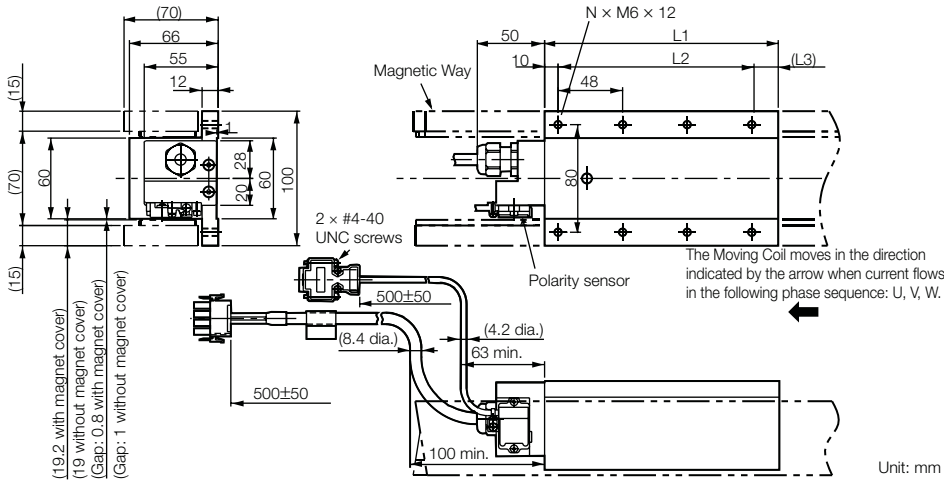 (70)
66
55
12
(15)
(70)
60
(15)
1
28
20
60
100
(19.2 with magnet cover)
(19 without magnet cover)
(Gap: 0.8 with magnet cover)
(Gap: 1 without magnet cover)
N × M6 × 12
50
L1
10
L2
(L3)
48
Magnetic Way
80
Polarity sensor
The Moving Coil moves in the direction
indicated by the arrow when current flows
in the following phase sequence: U, V, W.
2 × #4-40
UNC screws
500±50
(8.4 dia.)
(4.2 dia.)
63 min.
500±50
100 min.
Unit: mm